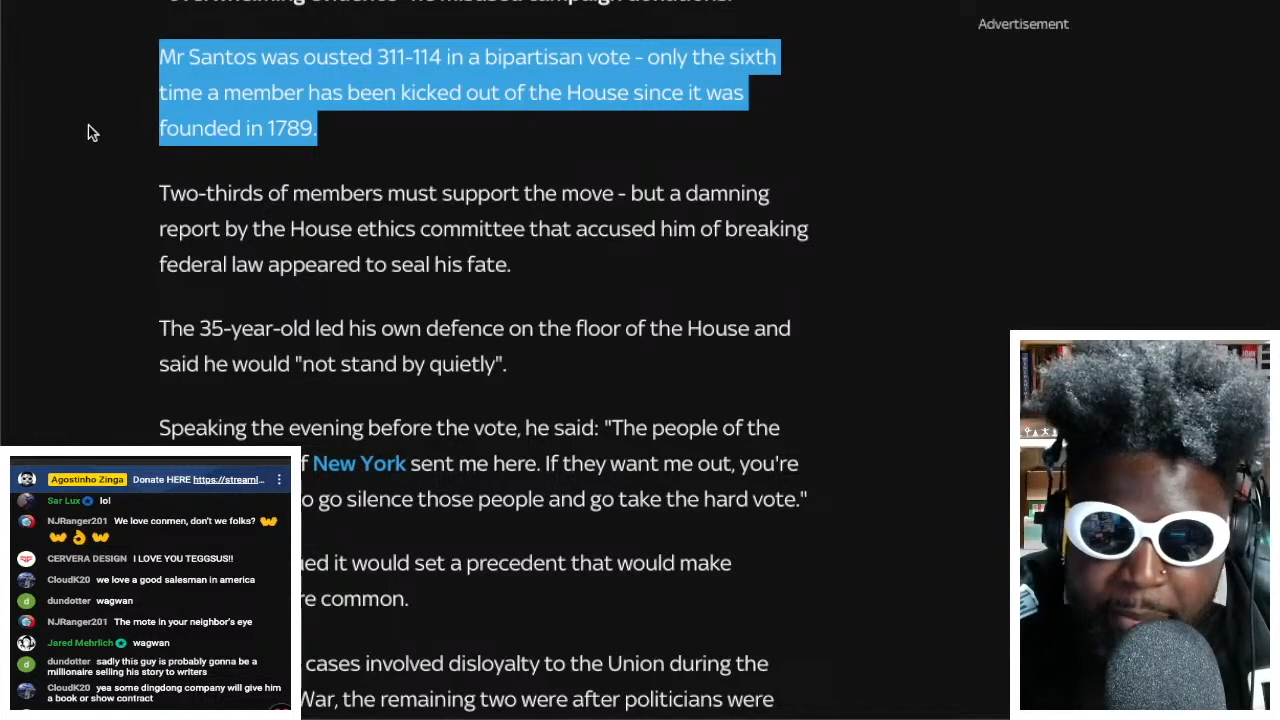 "overwhelming evidence" he misused campaign donations.
Advertisement
Mr Santos was ousted 311-114 in a bipartisan vote - only the sixth
time a member has been kicked out of the House since it was
founded in 1789.
Two-thirds of members must support the move - but a damning
report by the House ethics committee that accused him of breaking
federal law appeared to seal his fate.
The 35-year-old led his own defence on the floor of the House and
said he would "not stand by quietly".
Speaking the evening before the vote, he said: "The people of the
f New York sent me here. If they want me out, you're
o go silence those people and go take the hard vote."
ued it would set a precedent that would make
re common.
cases involved disloyalty to the Union during the
War, the remaining two were after politicians were
Agostinho Zinga Donate HERE https://streaml...
Sar Lux lol
NJRanger201 We love conmen, don't we folks?
CERVERA DESIGN I LOVE YOU TEGGSUS!!
CloudK20 we love a good salesman in america
dundotter wagwan
NJRanger201 The mote in your neighbor's eye
Jared Mehrlich wagwan
dundotter sadly this guy is probably gonna be a
millionaire selling his story to writers
CloudK20 yea some dingdong company will give him
a book or show contract